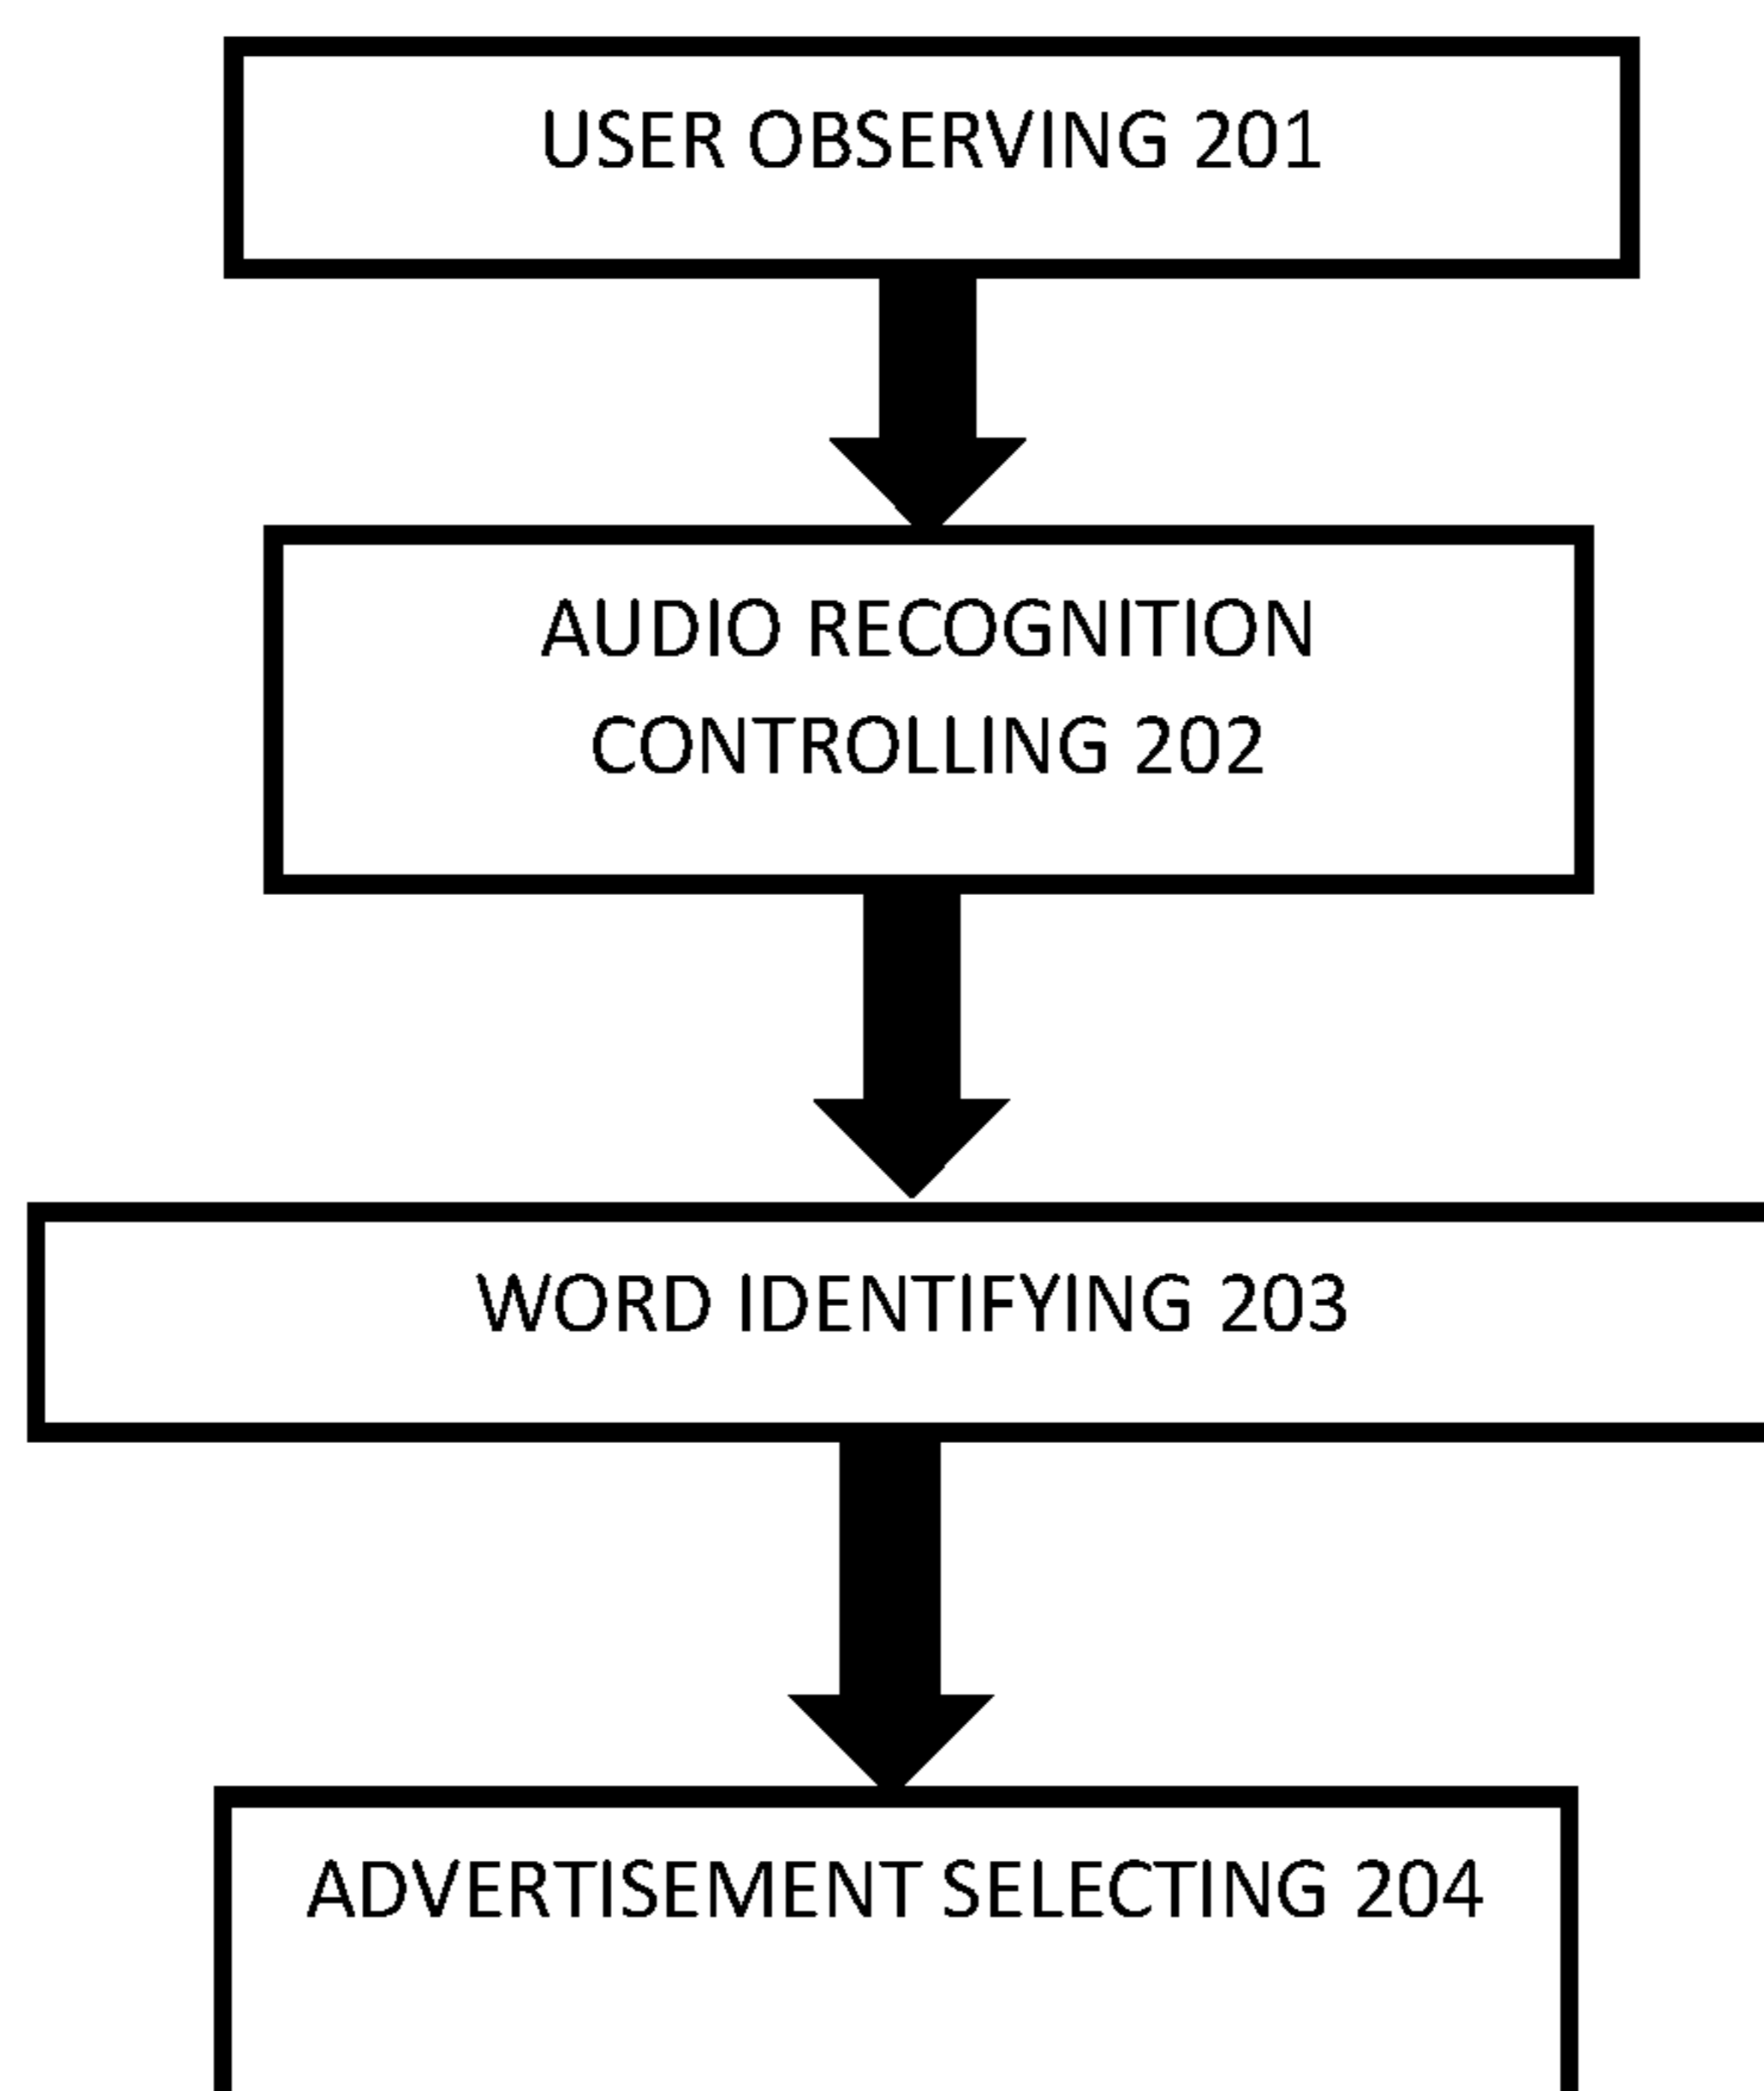 USER OBSERVING 201
AUDIO RECOGNITION
CONTROLLING 202
WORD IDENTIFYING 203
ADVERTISEMENT SELECTING 204